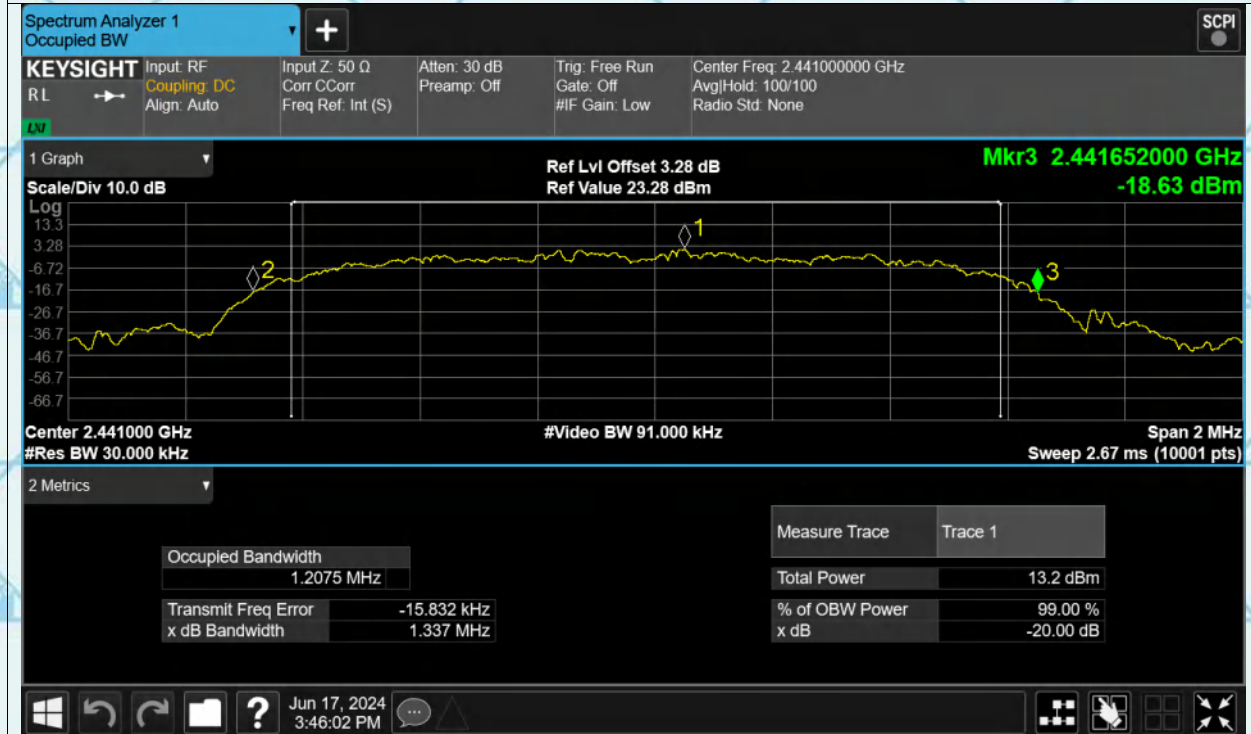 Spectrum Analyzer 1
Occupied BW
+
SCPI
KEYSIGHT
RL
LXI
Input: RF
Coupling: DC
Align: Auto
Input Z: 50 Ω
Corr CCorr
Freq Ref: Int (S)
Atten: 30 dB
Preamp: Off
Trig: Free Run
Gate: Off
#IF Gain: Low
Center Freq: 2.441000000 GHz
Avg|Hold: 100/100
Radio Std: None
1 Graph
Scale/Div 10.0 dB
Ref Lvl Offset 3.28 dB
Ref Value 23.28 dBm
Mkr3 2.441652000 GHz
-18.63 dBm
Log
13.3
3.28
-6.72
-16.7
-26.7
-36.7
-46.7
-56.7
-66.7
1
2
3
Center 2.441000 GHz
#Video BW 91.000 kHz
Span 2 MHz
#Res BW 30.000 kHz
Sweep 2.67 ms (10001 pts)
2 Metrics
Occupied Bandwidth
1.2075 MHz
Transmit Freq Error -15.832 kHz
x dB Bandwidth 1.337 MHz
Measure Trace Trace 1
Total Power 13.2 dBm
% of OBW Power 99.00 %
x dB -20.00 dB
?
Jun 17, 2024
3:46:02 PM